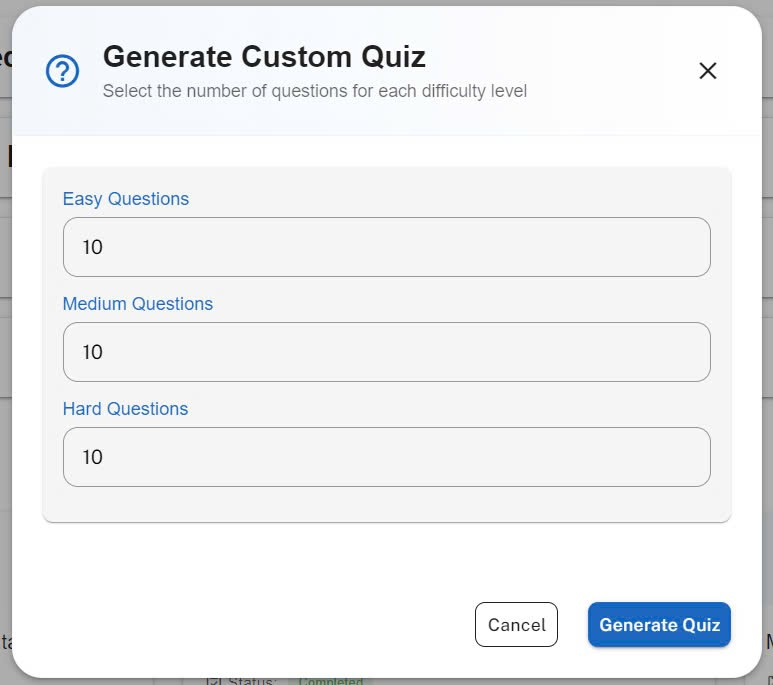 Generate Custom Quiz
Select the number of questions for each difficulty level
Easy Questions
10
Medium Questions
10
Hard Questions
10
Cancel
Generate Quiz
Status:
Completed